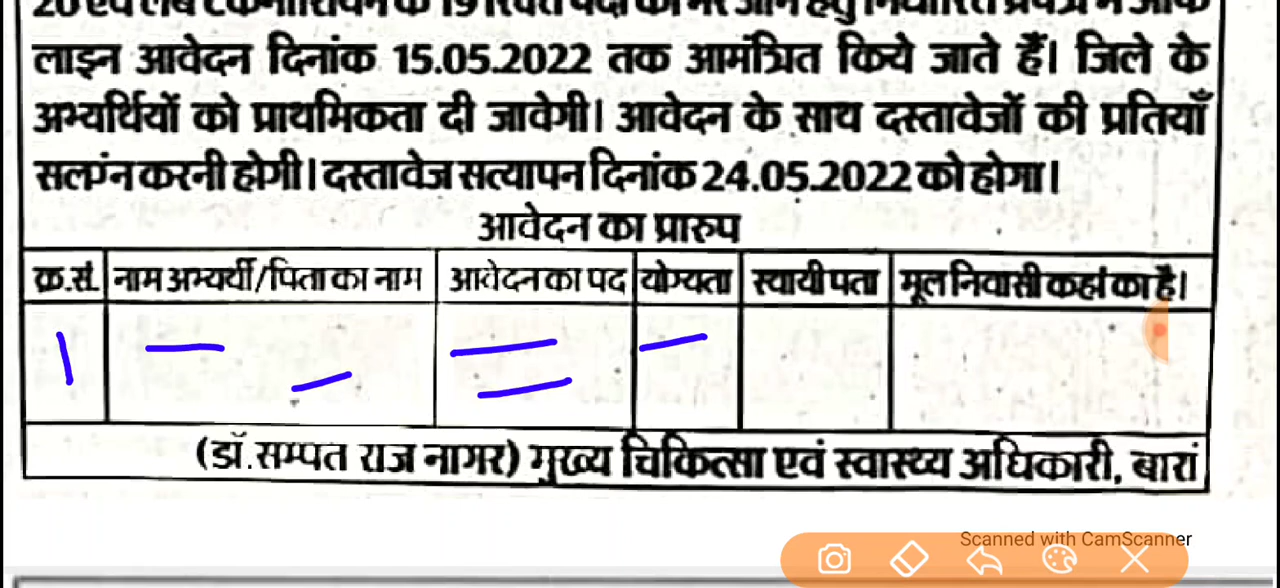 लाइन आवेदन दिनांक 15.05.2022 तक आमंत्रित किये जाते हैं। जिले के
अभ्यर्थियों को प्राथमिकता दी जावेगी। आवेदन के साथ दस्तावेजों की प्रतियाँ
सलग्ंन करनी होगी। दस्तावेज सत्यापन दिनांक 24.05.2022 को होगा।
आवेदन का प्रारुप
क्र.सं. नाम अभ्यर्थी/पिता का नाम आवेदन का पद योग्यता स्थायी पता मूल निवासी कहां का है।
1
(डॉ.सम्पत राज नागर) मुख्य चिकित्सा एवं स्वास्थ्य अधिकारी, बारां
Scanned with CamScanner